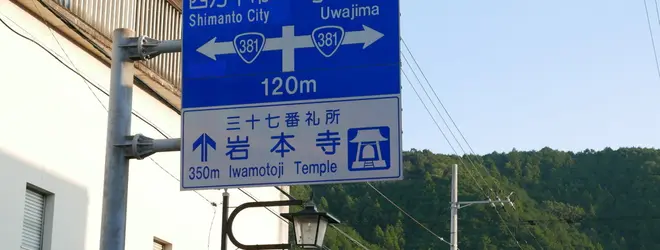 Shimanto City
Uwajima
381
381
120m
三十七番札所
岩本寺
350m Iwamotoji Temple